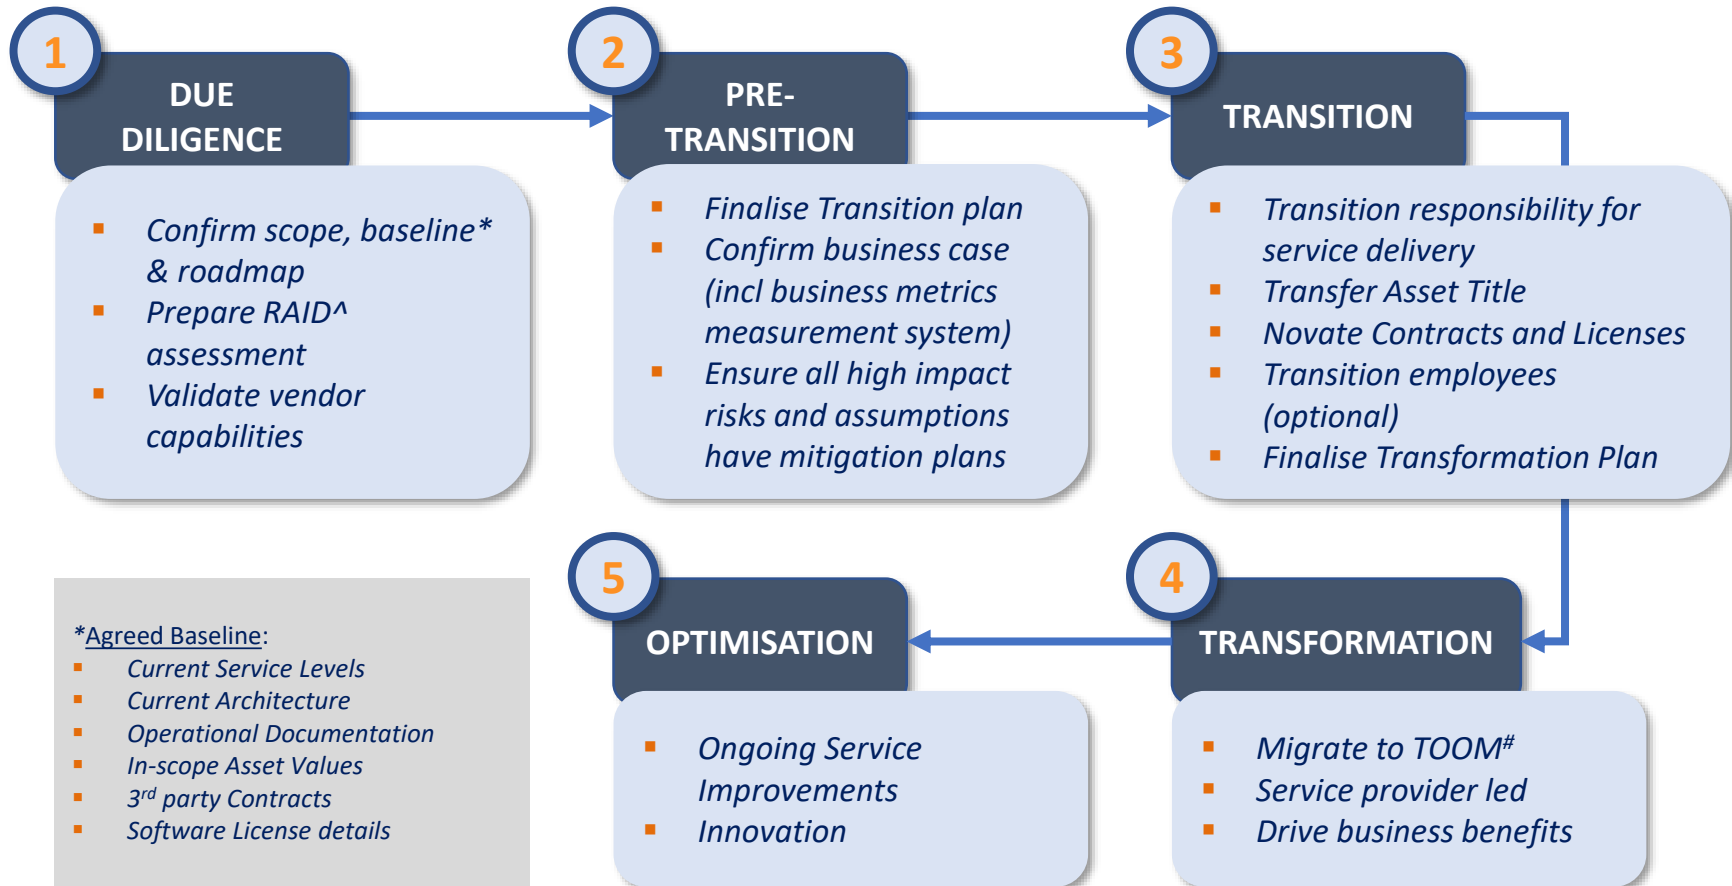 1
DUE
DILIGENCE
Confirm scope, baseline*
& roadmap
Prepare RAID^
assessment
Validate vendor
capabilities
2
PRE-
TRANSITION
Finalise Transition plan
Confirm business case
(incl business metrics
measurement system)
Ensure all high impact
risks and assumptions
have mitigation plans
3
TRANSITION
Transition responsibility for
service delivery
Transfer Asset Title
Novate Contracts and Licenses
Transition employees
(optional)
Finalise Transformation Plan
4
TRANSFORMATION
Migrate to TOOM#
Service provider led
Drive business benefits
5
OPTIMISATION
Ongoing Service
Improvements
Innovation
*Agreed Baseline:
Current Service Levels
Current Architecture
Operational Documentation
In-scope Asset Values
3rd party Contracts
Software License details